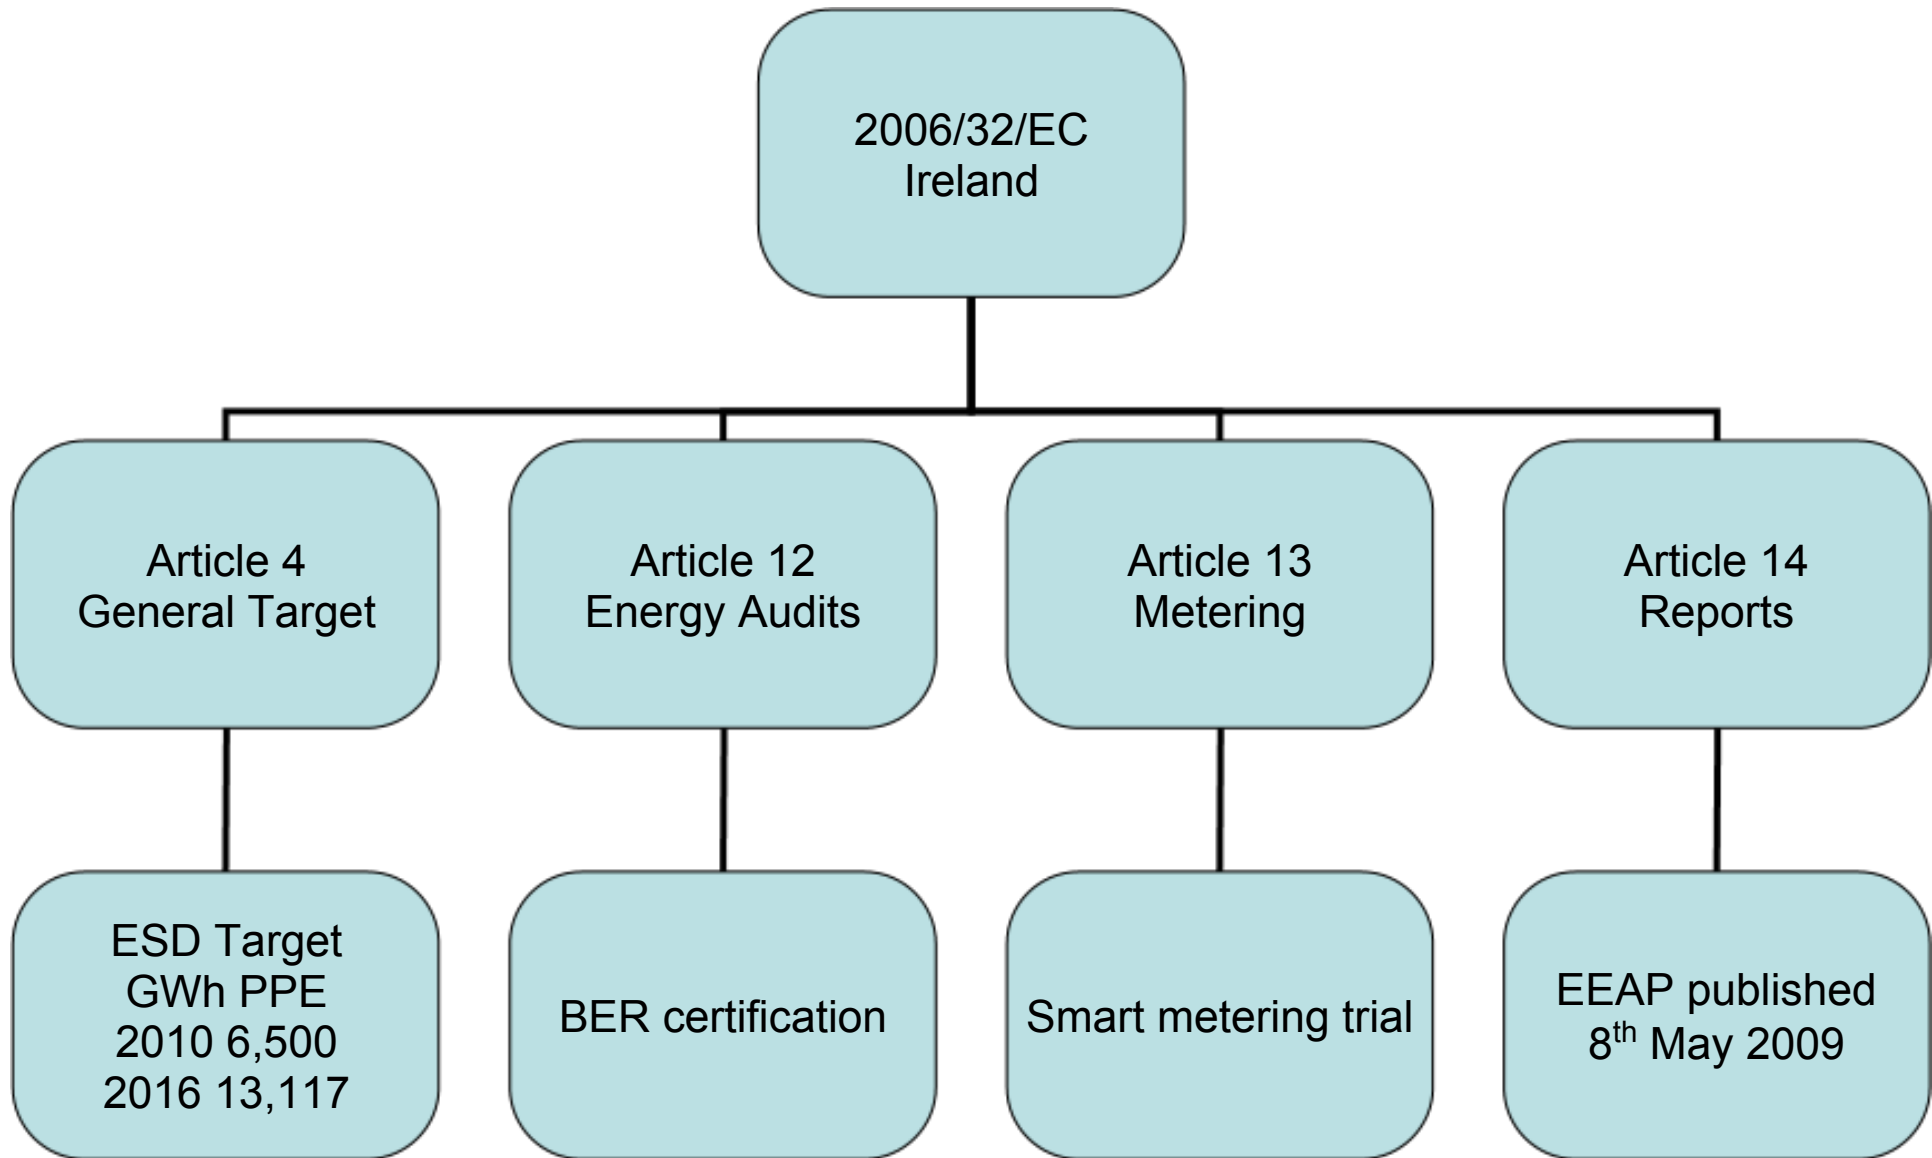 2006/32/EC
Ireland
Article 4
General Target
Article 12
Energy Audits
Article 13
Metering
Article 14
Reports
ESD Target
GWh PPE
2010 6,500
2016 13,117
BER certification
Smart metering trial
EEAP published
8th May 2009